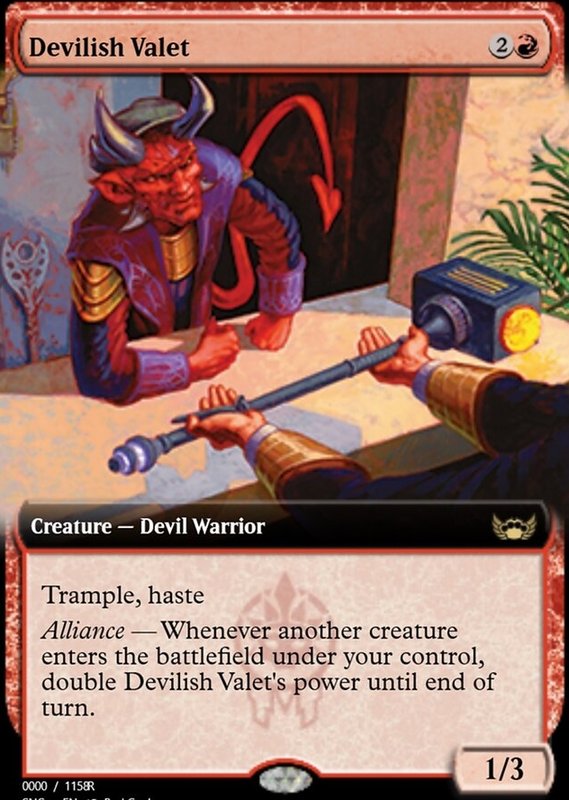 Devilish Valet 2
Creature — Devil Warrior
Trample, haste
Alliance — Whenever another creature
enters the battlefield under your control,
double Devilish Valet's power until end of
turn.
1/3
0000 / 1158R